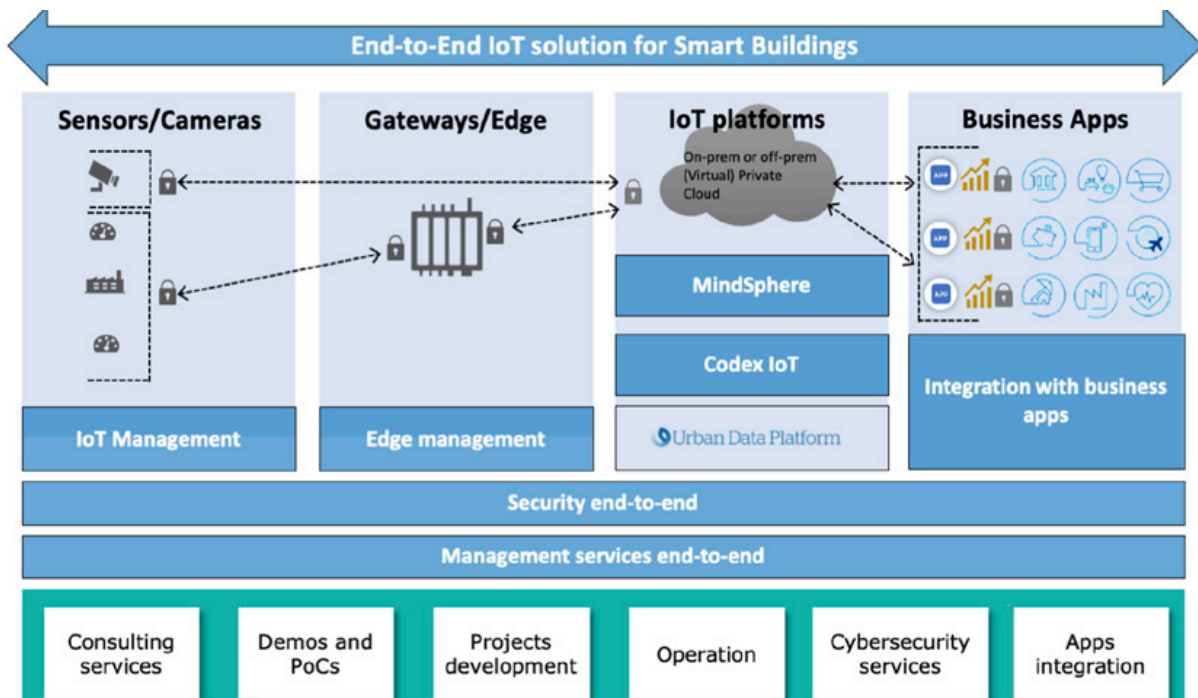 End-to-End IoT solution for Smart Buildings
Sensors/Cameras
Gateways/Edge
IoT platforms
On-prem or off-prem
(Virtual) Private
Cloud
Business Apps
APP
APP
APP
MindSphere
Codex IoT
Urban Data Platform
IoT Management
Edge management
Integration with business
apps
Security end-to-end
Management services end-to-end
Consulting
services
Demos and
PoCs
Projects
development
Operation
Cybersecurity
services
Apps
integration